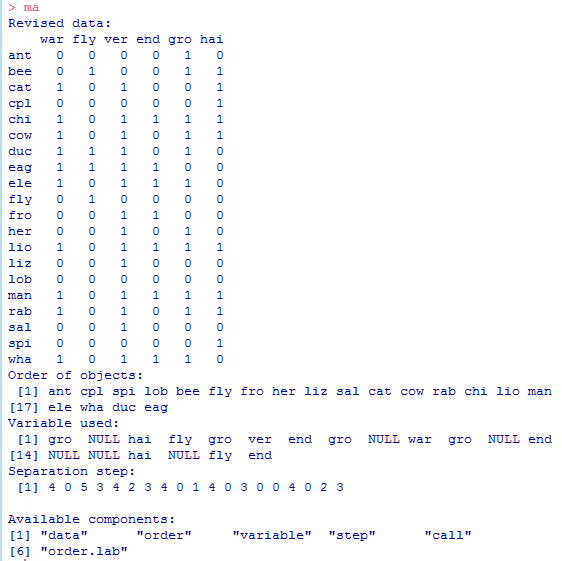 > ma
Revised data:
    war fly ver end gro hai
ant   0   0   0   0   1   0
bee   0   1   0   0   1   1
cat   1   0   1   0   0   1
cpl   0   0   0   0   0   1
chi   1   0   1   1   1   1
cow   1   0   1   0   1   1
duc   1   1   1   0   1   0
eag   1   1   1   1   0   0
ele   1   0   1   1   1   0
fly   0   1   0   0   0   0
fro   0   0   1   1   0   0
her   0   0   1   0   1   0
lio   1   0   1   1   1   1
liz   0   0   1   0   0   0
lob   0   0   0   0   0   0
man   1   0   1   1   1   1
rab   1   0   1   0   1   1
sal   0   0   1   0   0   0
spi   0   0   0   0   0   1
wha   1   0   1   1   1   0
Order of objects:
 [1] ant cpl spi lob bee fly fro her liz sal cat cow rab chi lio man
[17] ele wha duc eag
Variable used:
 [1] gro  NULL hai  fly  gro  ver  end  gro  NULL war  gro  NULL end
[14] NULL NULL hai  NULL fly  end
Separation step:
 [1] 4 0 5 3 4 2 3 4 0 1 4 0 3 0 0 4 0 2 3
Available components:
[1] "data"      "order"     "variable"  "step"      "call"
[6] "order.lab"